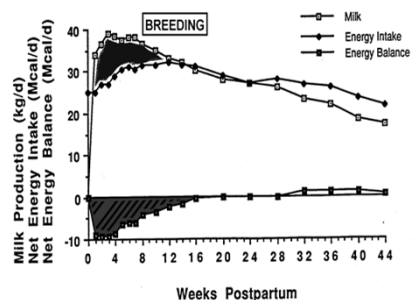 BREEDING
Milk
Energy Intake
Energy Balance
Milk Production (kg/d)
Net Energy Intake (Mcal/d)
Net Energy Balance (Mcal/d)
40
30
20
10
0
-10
0 4 8 12 16 20 24 28 32 36 40 44
Weeks Postpartum